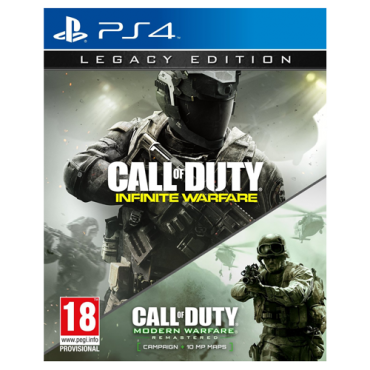 PS4
LEGACY EDITION
CALL OF DUTY
INFINITE WARFARE
CALL OF DUTY
MODERN WARFARE
REMASTERED
CAMPAIGN + 10 MP MAPS
18
www.pegi.info
PROVISIONAL